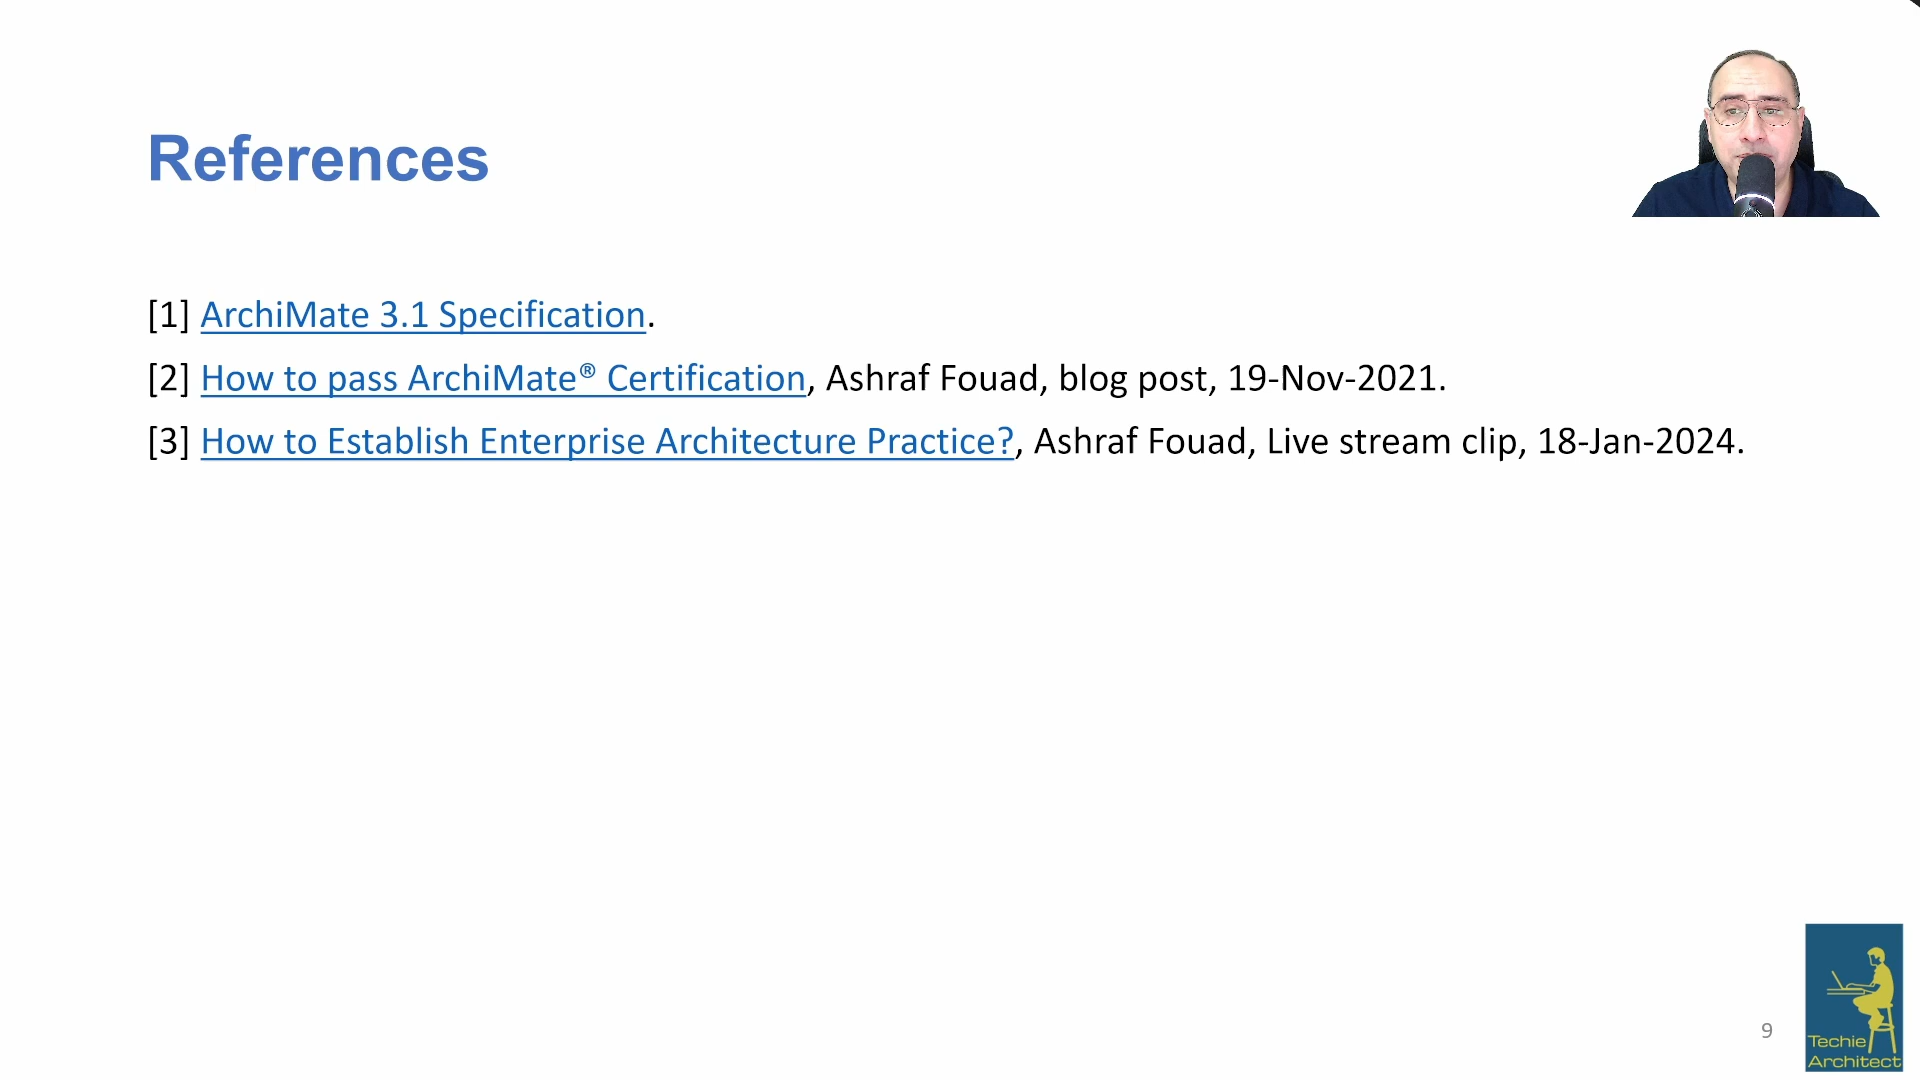 References
[1] ArchiMate 3.1 Specification.
[2] How to pass ArchiMate® Certification, Ashraf Fouad, blog post, 19-Nov-2021.
[3] How to Establish Enterprise Architecture Practice?, Ashraf Fouad, Live stream clip, 18-Jan-2024.
9
Techie
Architect